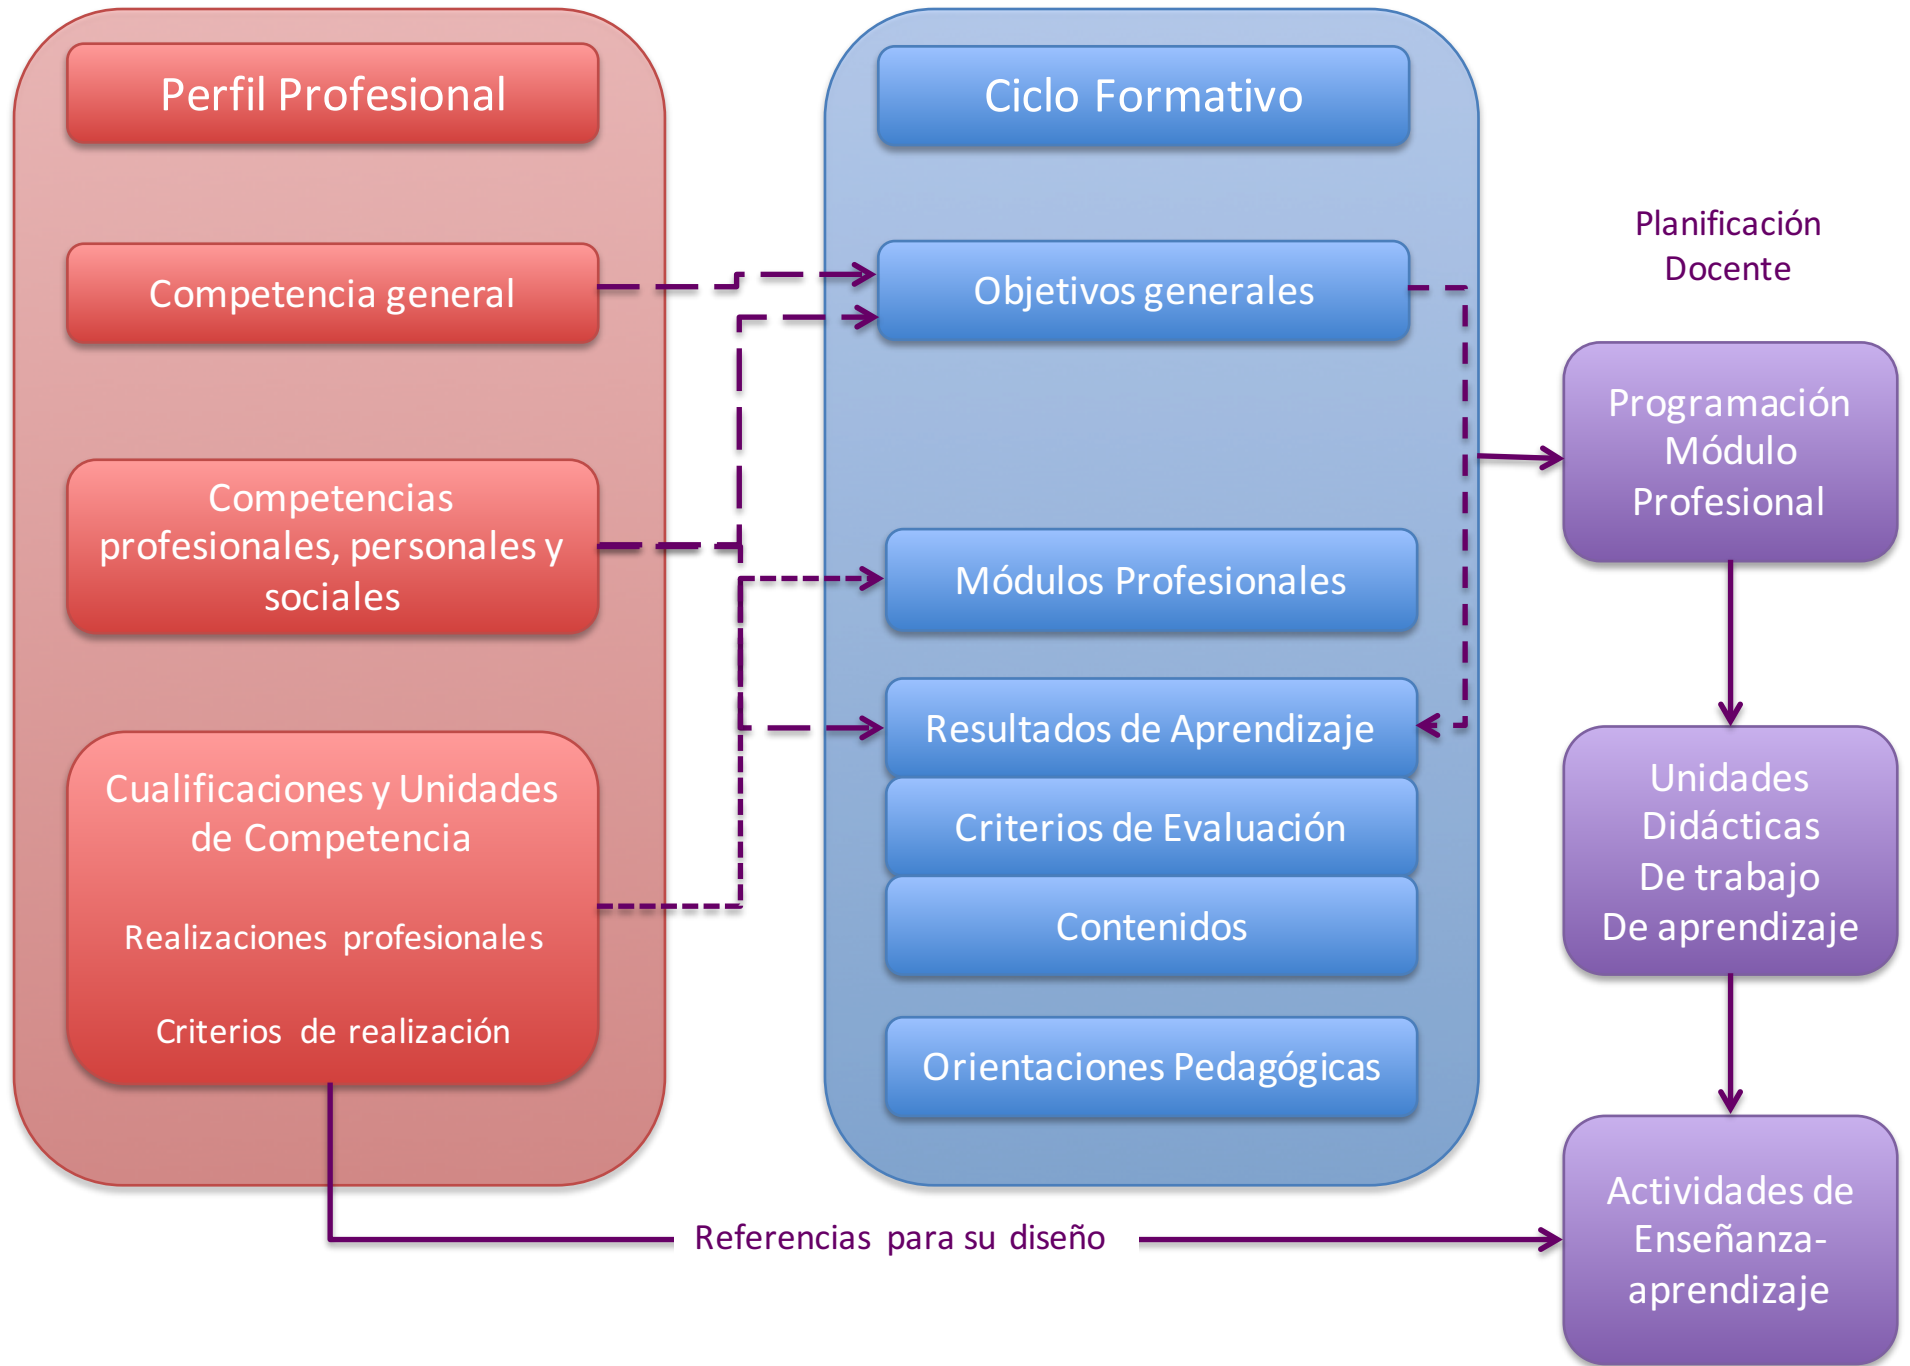 Perfil Profesional
Competencia general
Competencias
profesionales, personales y
sociales
Cualificaciones y Unidades
de Competencia
Realizaciones profesionales
Criterios de realización
Ciclo Formativo
Objetivos generales
Módulos Profesionales
Resultados de Aprendizaje
Criterios de Evaluación
Contenidos
Orientaciones Pedagógicas
Planificación
Docente
Programación
Módulo
Profesional
Unidades
Didácticas
De trabajo
De aprendizaje
Actividades de
Enseñanza-
aprendizaje
Referencias para su diseño